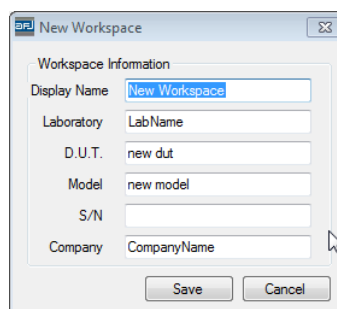 New Workspace
Workspace Information
Display Name New Workspace
Laboratory LabName
D.U.T. new dut
Model new model
S/N
Company CompanyName
Save Cancel